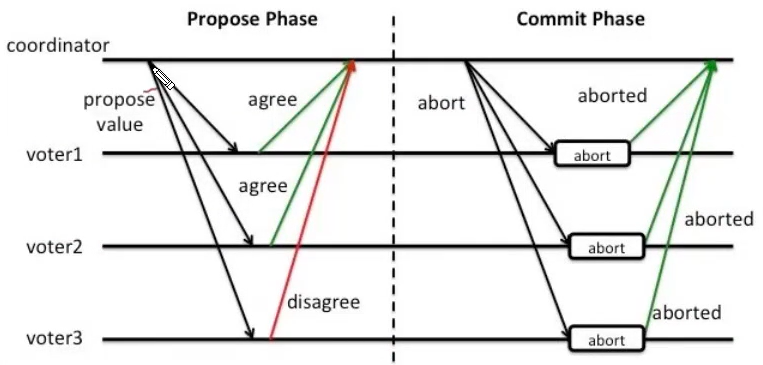 Propose Phase
Commit Phase
coordinator
propose
value
agree
abort
aborted
voter1
abort
agree
voter2
abort
aborted
disagree
aborted
voter3
abort